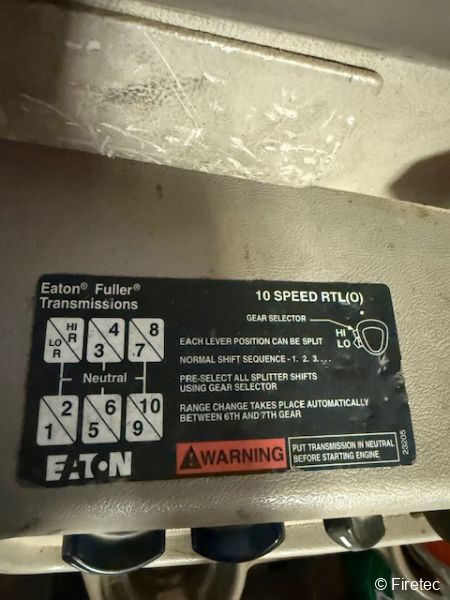 Eaton® Fuller®
Transmissions
10 SPEED RTL(O)
GEAR SELECTOR
HI
LO
EACH LEVER POSITION CAN BE SPLIT
NORMAL SHIFT SEQUENCE - 1. 2. 3. . . .
PRE-SELECT ALL SPLITTER SHIFTS
USING GEAR SELECTOR
RANGE CHANGE TAKES PLACE AUTOMATICALLY
BETWEEN 6TH AND 7TH GEAR
LO R HI R 3 4 7 8
Neutral
1 2 5 6 9 10
EATON
WARNING
PUT TRANSMISSION IN NEUTRAL
BEFORE STARTING ENGINE.
23205
© Firetec